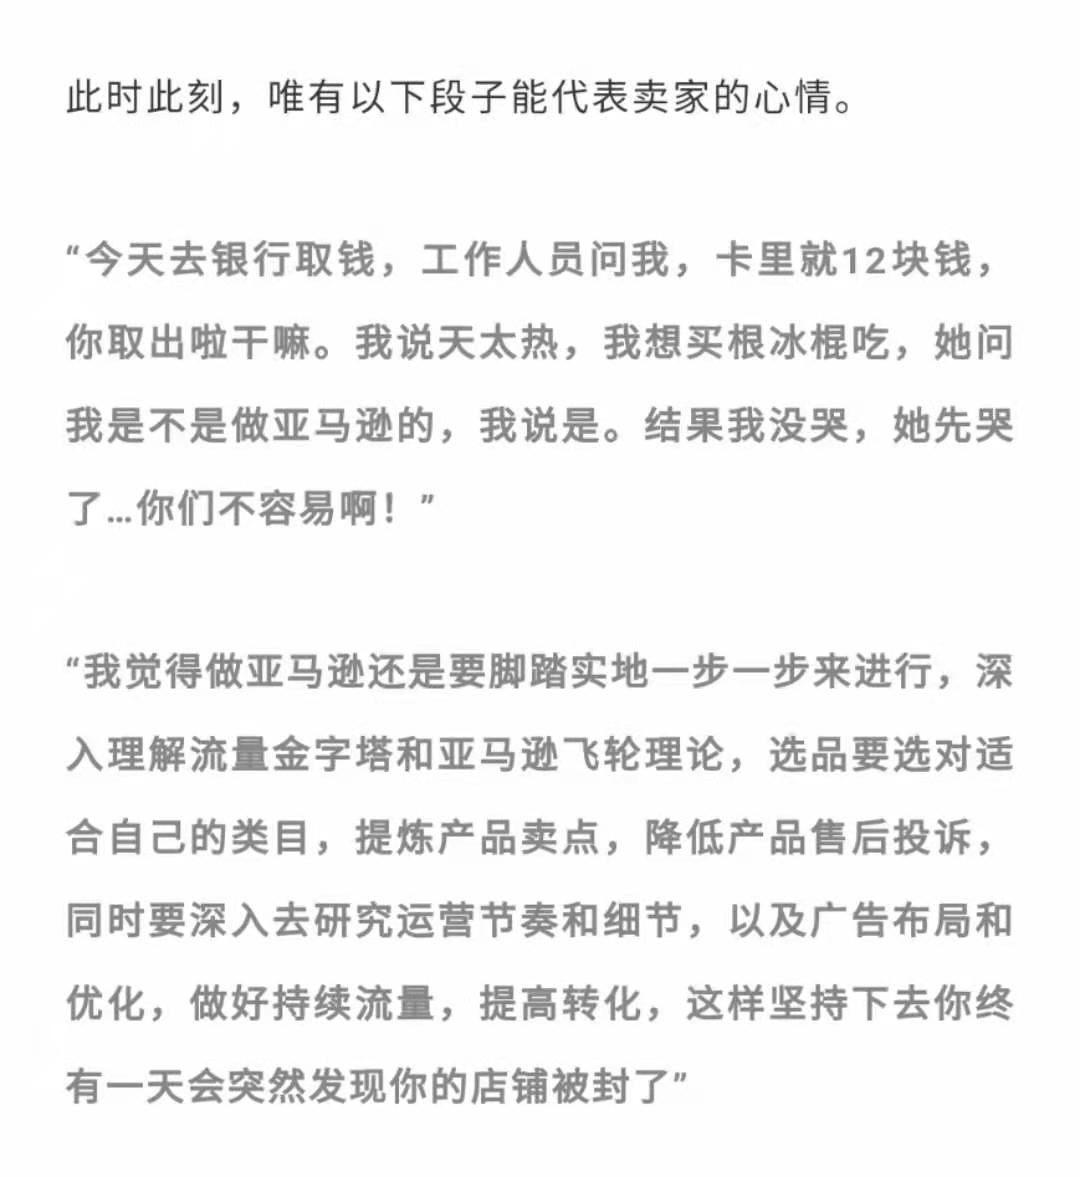 此时此刻，唯有以下段子能代表卖家的心情。
“今天去银行取钱，工作人员问我，卡里就12块钱，
你取出啦干嘛。我说天太热，我想买根冰棍吃，她问
我是不是做亚马逊的，我说是。结果我没哭，她先哭
了…你们不容易啊！”
“我觉得做亚马逊还是要脚踏实地一步一步来进行，深
入理解流量金字塔和亚马逊飞轮理论，选品要选对适
合自己的类目，提炼产品卖点，降低产品售后投诉，
同时要深入去研究运营节奏和细节，以及广告布局和
优化，做好持续流量，提高转化，这样坚持下去你终
有一天会突然发现你的店铺被封了”